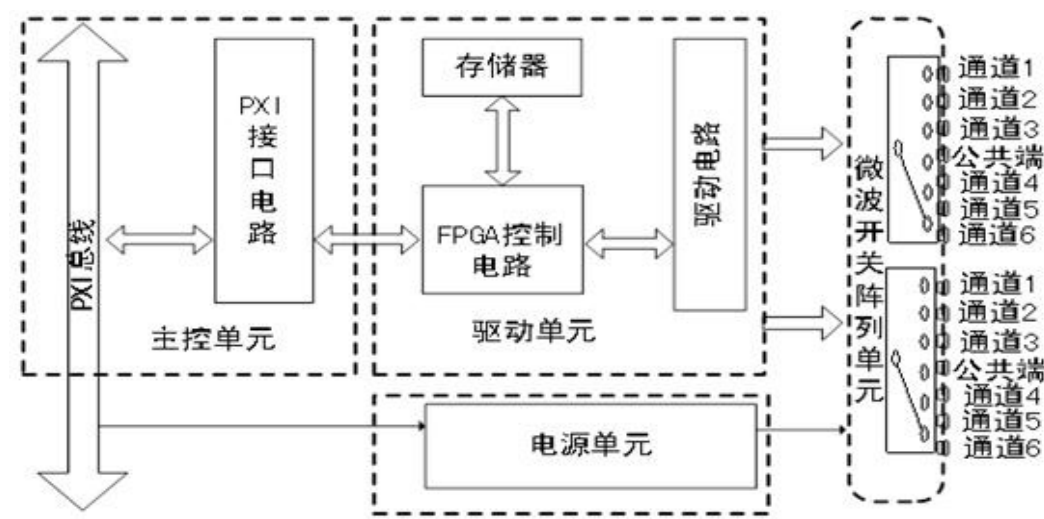 PXI总线
PXI
接
口
电
路
主控单元
存储器
FPGA控制
电路
驱动电路
驱动单元
电源单元
微
波
开
关
阵
列
单
元
通道1
通道2
通道3
公共端
通道4
通道5
通道6
通道1
通道2
通道3
公共端
通道4
通道5
通道6